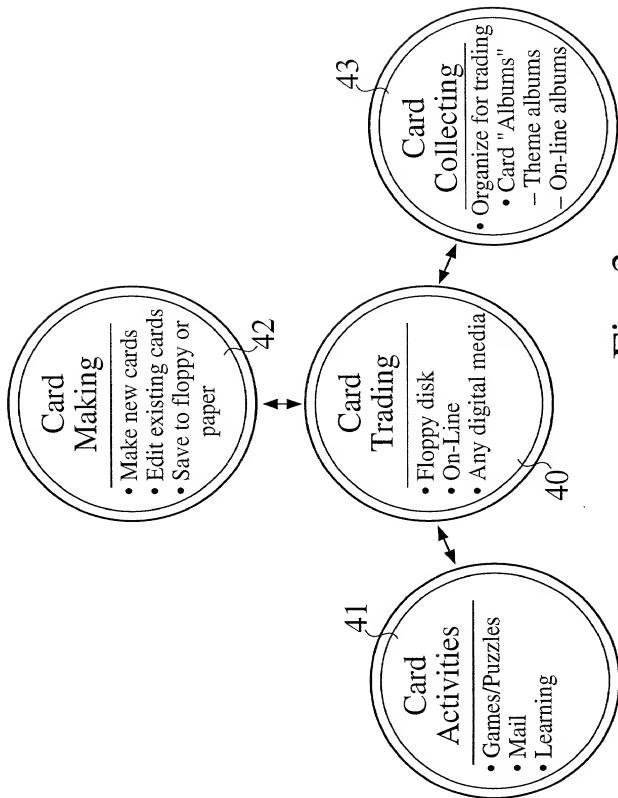 Card
Making
• Make new cards
• Edit existing cards
• Save to floppy or
paper
42
41
Card
Activities
• Games/Puzzles
• Mail
• Learning
Card
Trading
• Floppy disk
• On-Line
• Any digital media
40
43
Card
Collecting
• Organize for trading
• Card "Albums"
– Theme albums
– On-line albums